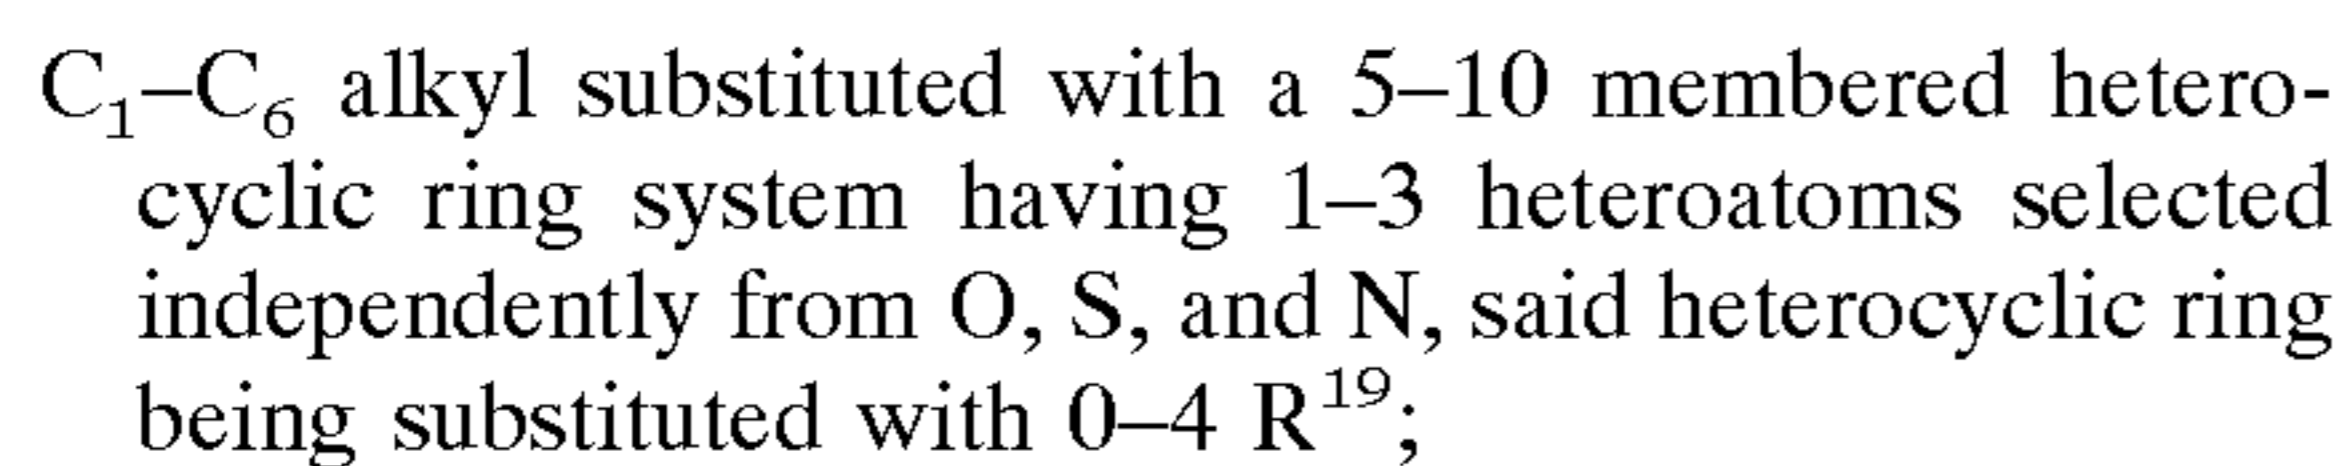 C₁–C₆ alkyl substituted with a 5–10 membered hetero-
cyclic ring system having 1–3 heteroatoms selected
independently from O, S, and N, said heterocyclic ring
being substituted with 0–4 R¹⁹;